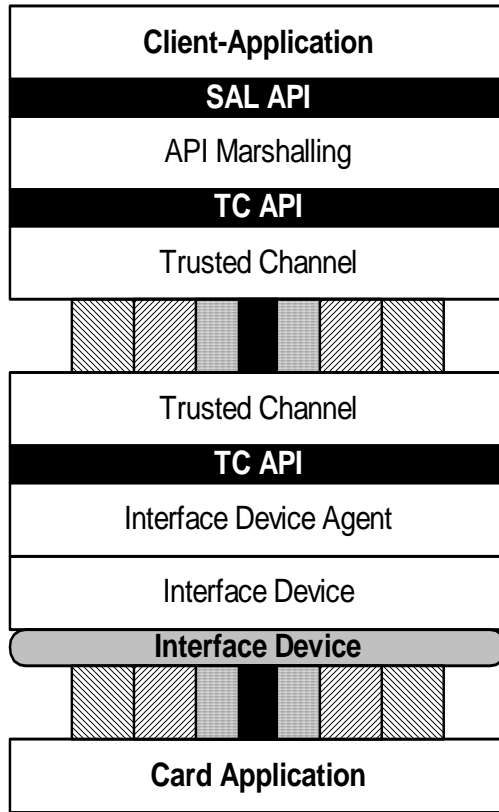 Client-Application
SAL API
API Marshalling
TC API
Trusted Channel
Trusted Channel
TC API
Interface Device Agent
Interface Device
Interface Device
Card Application